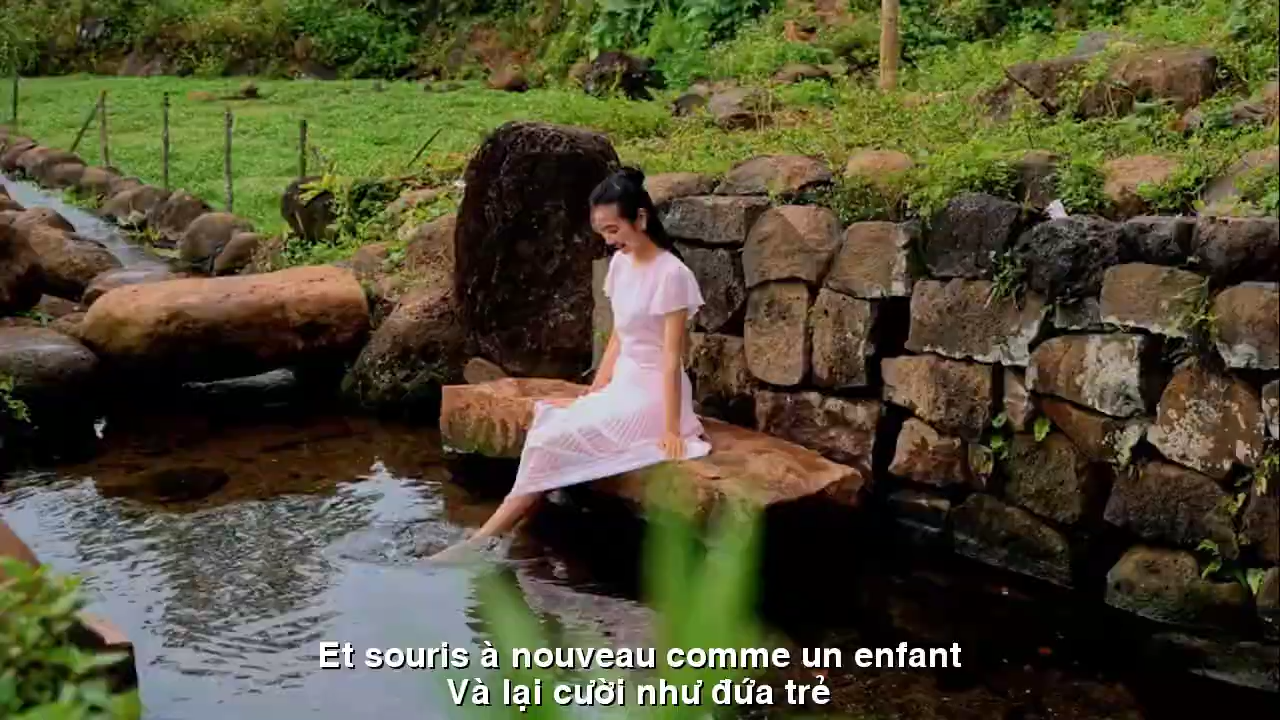 Et souris à nouveau comme un enfant
Và lại cười như đứa trẻ